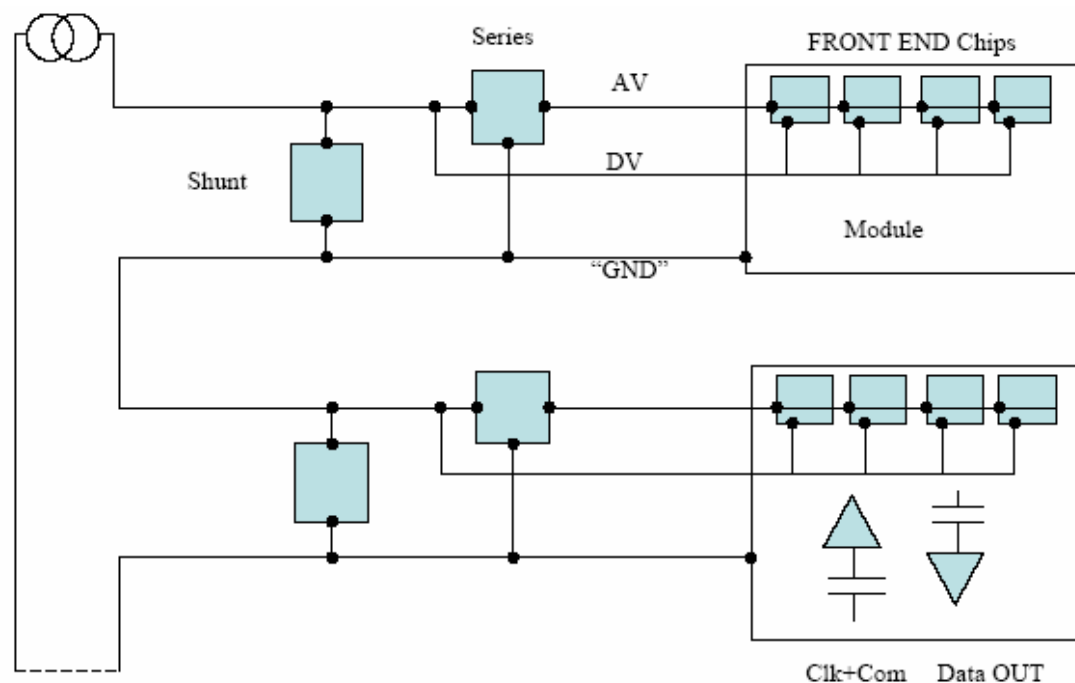 Series
FRONT END Chips
AV
DV
Shunt
Module
“GND”
Clk+Com
Data OUT